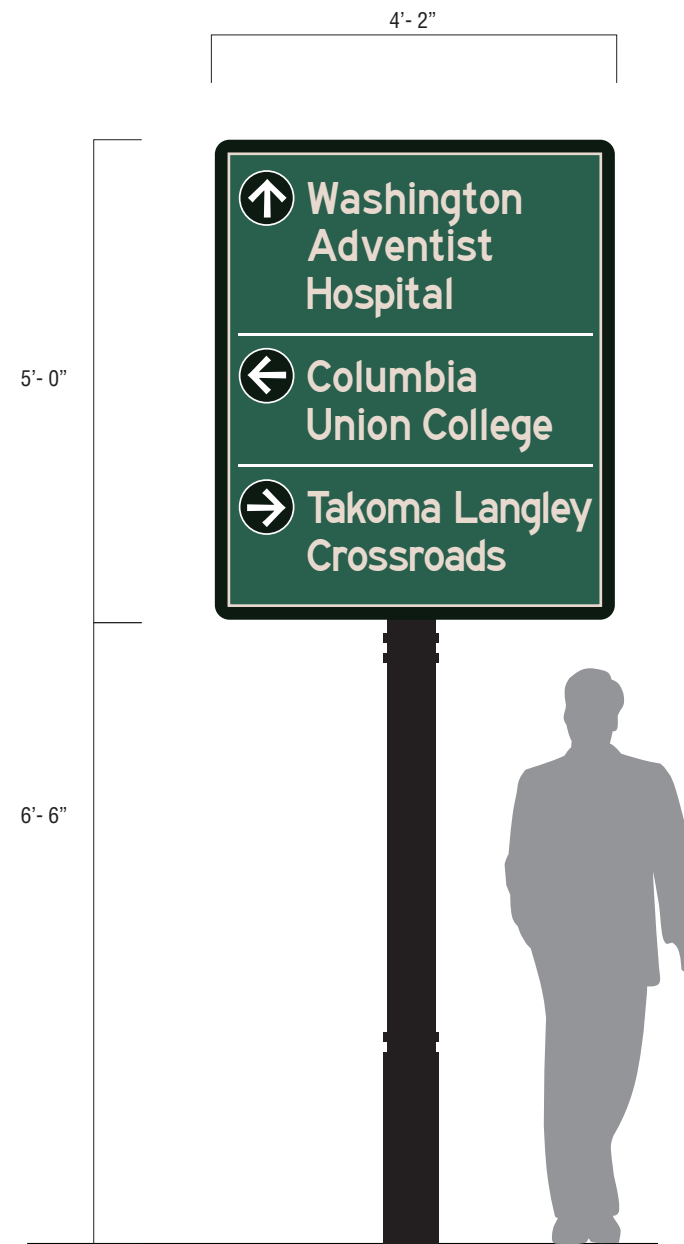 4’- 2”
Washington
Adventist
Hospital
5’- 0”
Columbia
Union College
Takoma Langley
Crossroads
6’- 6”